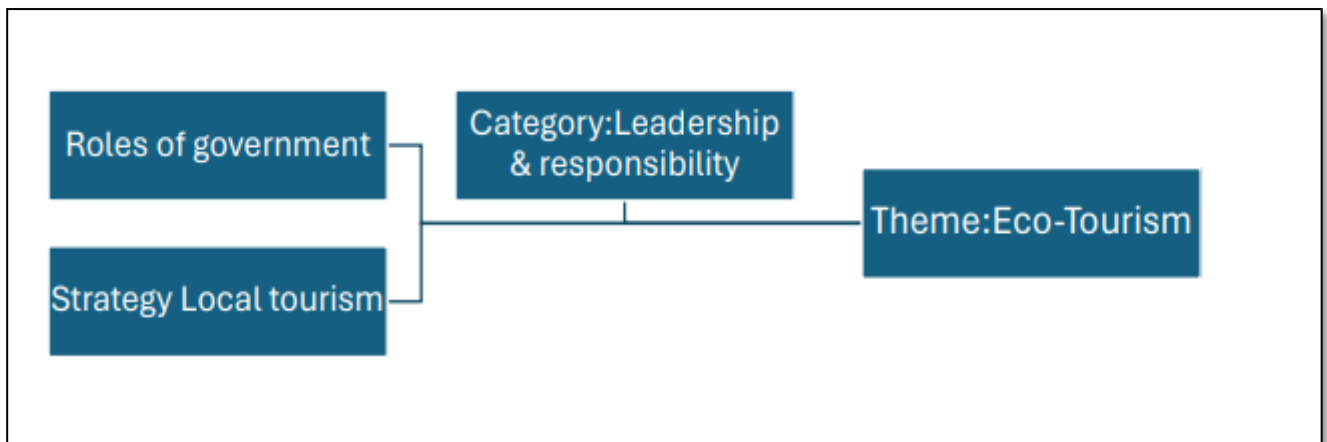 Roles of government
Category:Leadership
& responsibility
Theme:Eco-Tourism
Strategy Local tourism